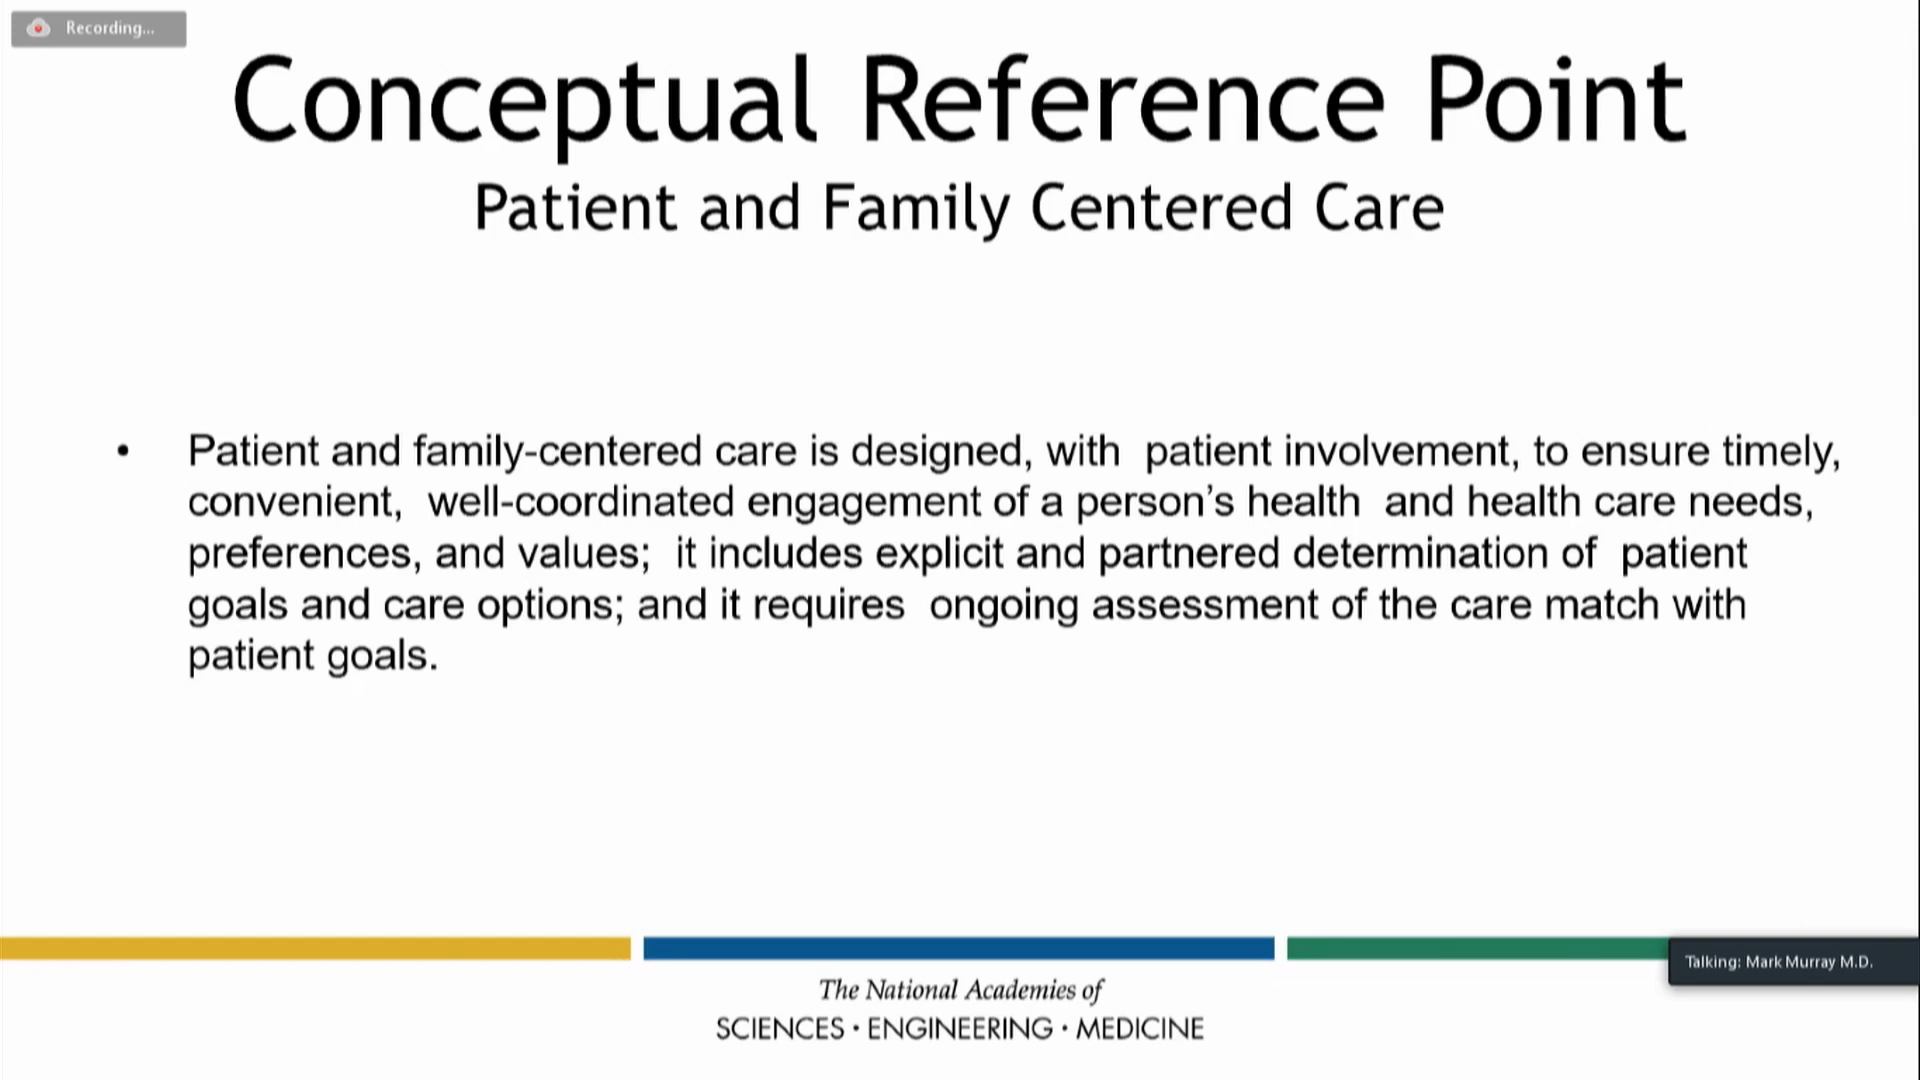 Recording...
Conceptual Reference Point
Patient and Family Centered Care
• Patient and family-centered care is designed, with  patient involvement, to ensure timely,
convenient,  well-coordinated engagement of a person’s health  and health care needs,
preferences, and values;  it includes explicit and partnered determination of  patient
goals and care options; and it requires  ongoing assessment of the care match with
patient goals.
Talking: Mark Murray M.D.
The National Academies of
SCIENCES • ENGINEERING • MEDICINE